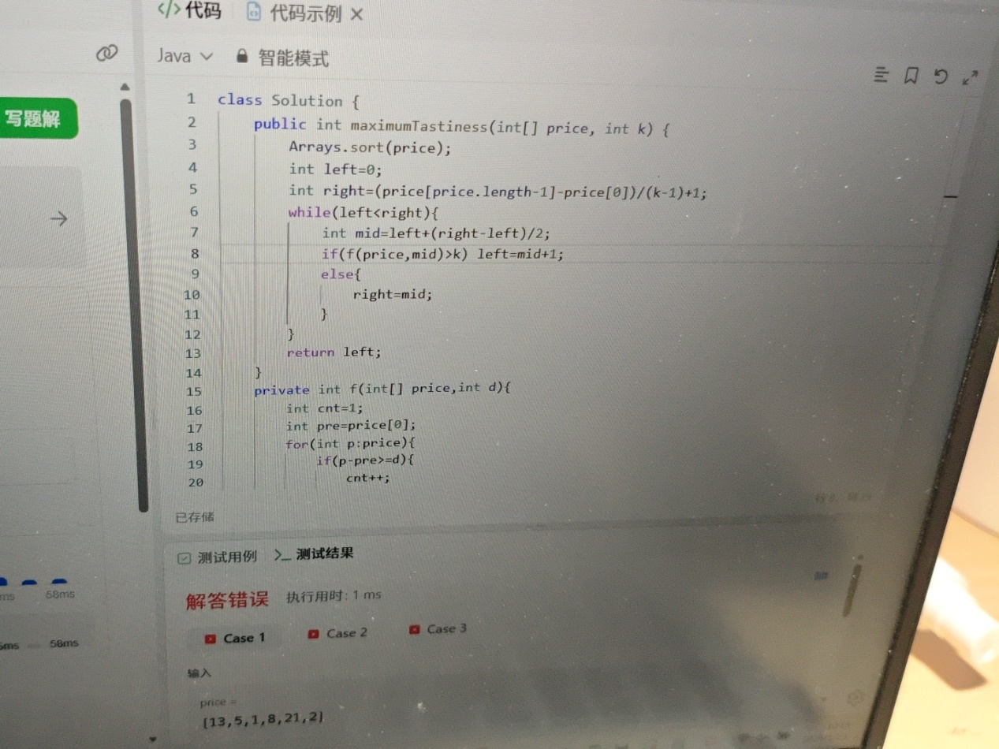 代码 代码示例
Java 智能模式
写题解
1 class Solution {
2 public int maximumTastiness(int[] price, int k) {
3 Arrays.sort(price);
4 int left=0;
5 int right=(price[price.length-1]-price[0])/(k-1)+1;
6 while(left<right){
7 int mid=left+(right-left)/2;
8 if(f(price,mid)>k) left=mid+1;
9 else{
10 right=mid;
11 }
12 }
13 return left;
14 }
15 private int f(int[] price,int d){
16 int cnt=1;
17 int pre=price[0];
18 for(int p:price){
19 if(p-pre>=d){
20 cnt++;
已存储
测试用例 >_ 测试结果
58ms
解答错误 执行用时: 1 ms
Case 1 Case 2 Case 3
58ms
输入
price =
[13,5,1,8,21,2]